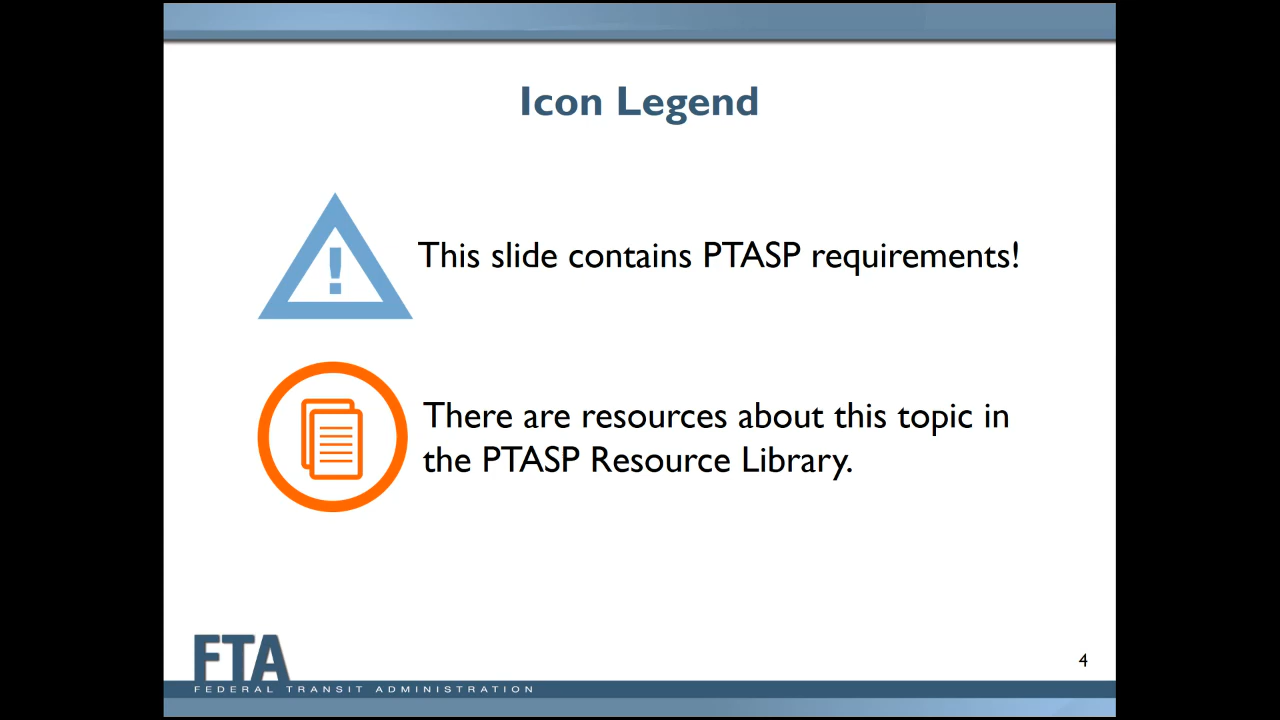 Icon Legend
!
This slide contains PTASP requirements!
There are resources about this topic in
the PTASP Resource Library.
FTA
FEDERAL TRANSIT ADMINISTRATION
4